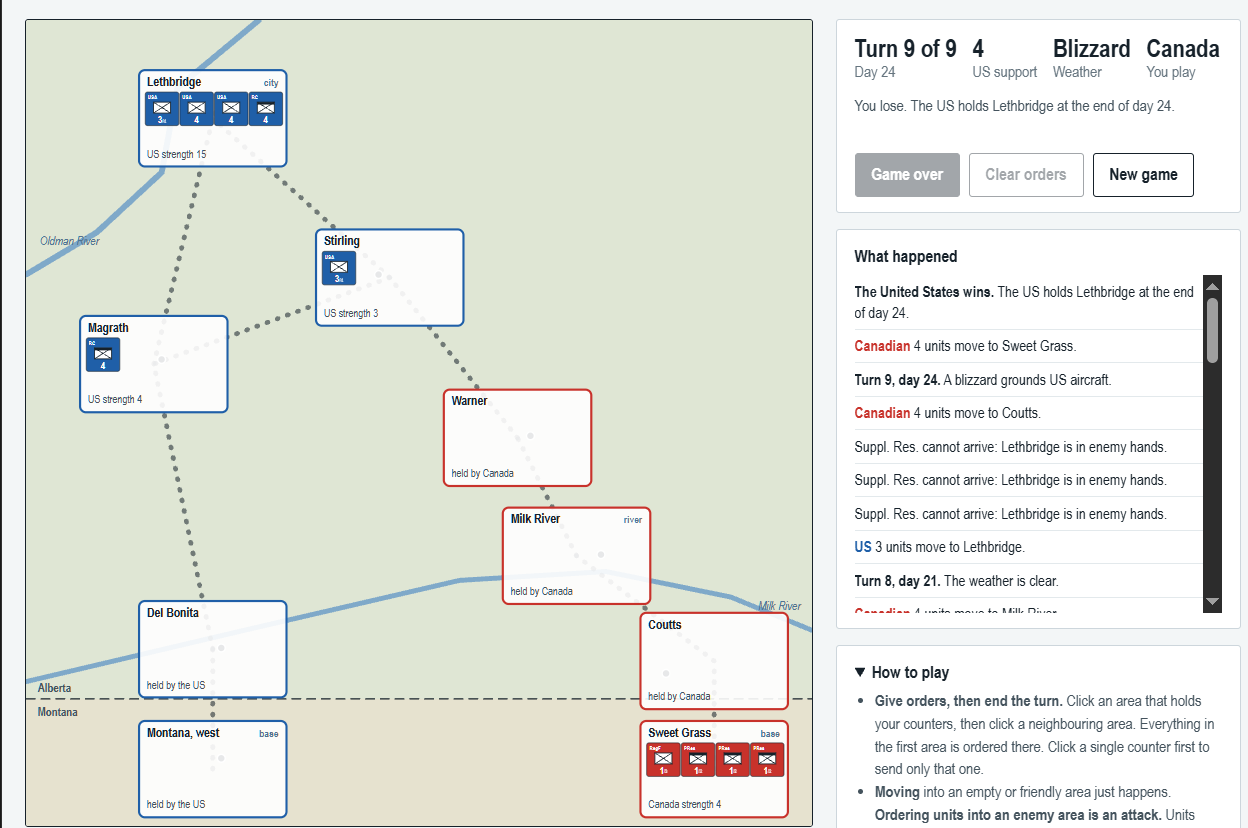 Lethbridge
city
USA
USA
USA
RC
3
4
4
4
US strength 15
Oldman River
Stirling
USA
3
US strength 3
Magrath
RC
4
US strength 4
Warner
held by Canada
Milk River
river
held by Canada
Milk River
Del Bonita
held by the US
Coutts
held by Canada
Alberta
Montana
Montana, west
base
held by the US
Sweet Grass
base
1
1
1
1
Canada strength 4
Turn 9 of 9
Day 24
4
US support
Blizzard
Weather
Canada
You play
You lose. The US holds Lethbridge at the end of day 24.
Game over
Clear orders
New game
What happened
The United States wins. The US holds Lethbridge at the end
of day 24.
Canadian 4 units move to Sweet Grass.
Turn 9, day 24. A blizzard grounds US aircraft.
Canadian 4 units move to Coutts.
Suppl. Res. cannot arrive: Lethbridge is in enemy hands.
Suppl. Res. cannot arrive: Lethbridge is in enemy hands.
Suppl. Res. cannot arrive: Lethbridge is in enemy hands.
US 3 units move to Lethbridge.
Turn 8, day 21. The weather is clear.
Canadian 4 units move to Milk River.
▼ How to play
• Give orders, then end the turn. Click an area that holds
your counters, then click a neighbouring area. Everything in
the first area is ordered there. Click a single counter first to
send only that one.
• Moving into an empty or friendly area just happens.
Ordering units into an enemy area is an attack. Units